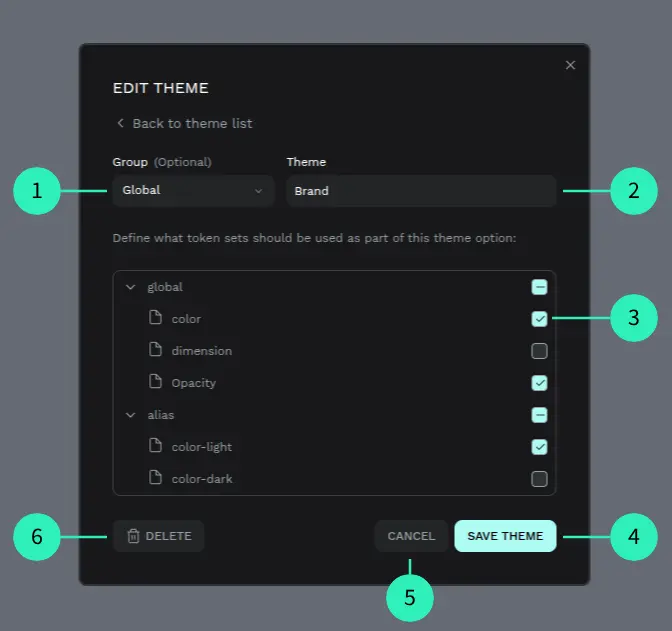 EDIT THEME
Back to theme list
Group (Optional) Theme
1 Global Brand 2
Define what token sets should be used as part of this theme option:
global
color 3
dimension
Opacity
alias
color-light
color-dark
6 DELETE CANCEL SAVE THEME 4
5